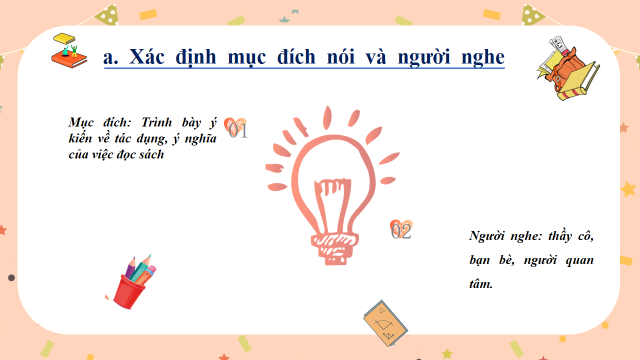 a. Xác định mục đích nói và người nghe
Mục đích: Trình bày ý
kiến về tác dụng, ý nghĩa
của việc đọc sách
01
02
Người nghe: thầy cô,
bạn bè, người quan
tâm.